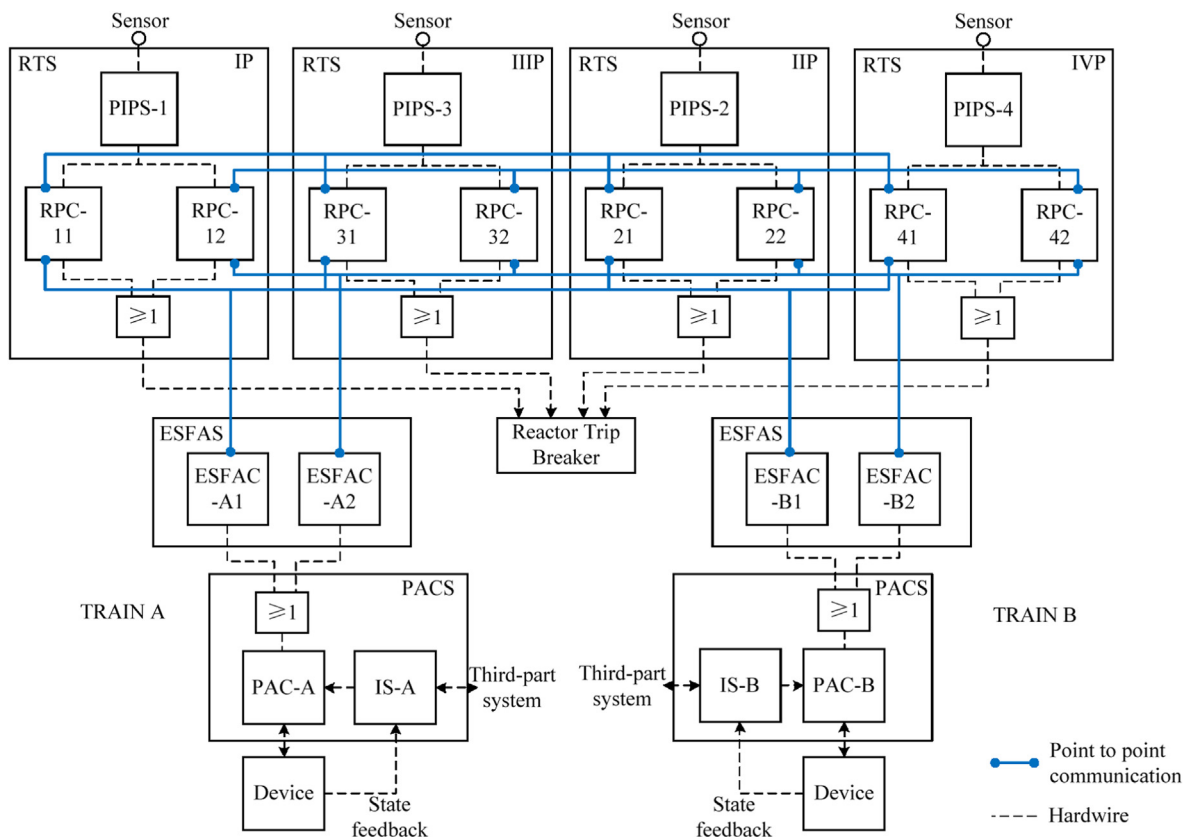 Sensor
Sensor
Sensor
Sensor
RTS
IP
RTS
IIIP
RTS
IIP
RTS
IVP
PIPS-1
PIPS-3
PIPS-2
PIPS-4
RPC-
11
RPC-
12
RPC-
31
RPC-
32
RPC-
21
RPC-
22
RPC-
41
RPC-
42
⩾1
⩾1
⩾1
⩾1
Reactor Trip
Breaker
ESFAS
ESFAC
-A1
ESFAC
-A2
ESFAS
ESFAC
-B1
ESFAC
-B2
TRAIN A
PACS
⩾1
PAC-A
IS-A
Third-part
system
Device
State
feedback
PACS
TRAIN B
⩾1
Third-part
system
IS-B
PAC-B
State
feedback
Device
Point to point
communication
Hardwire